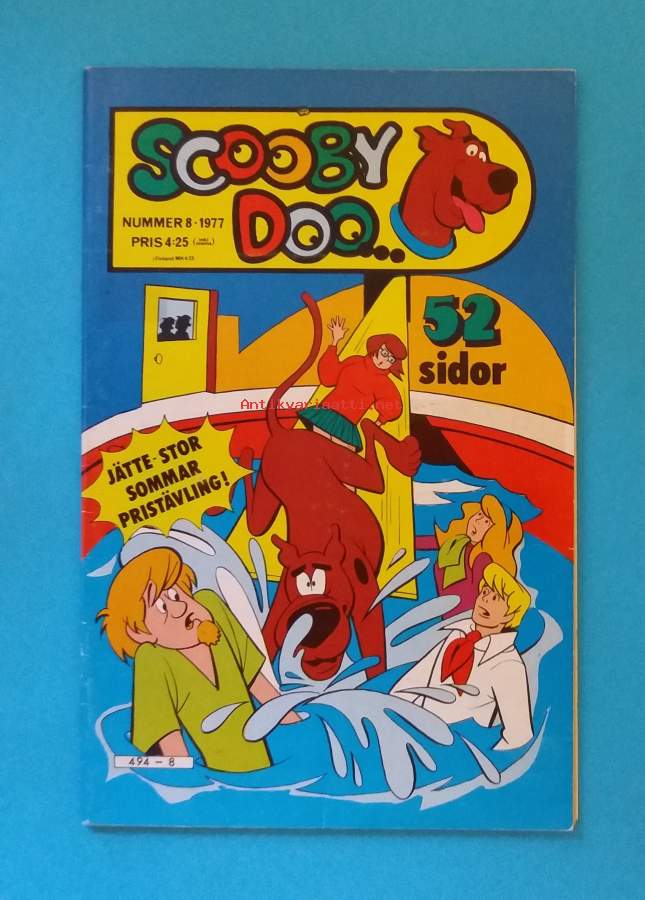 SCOOBY
DOO...
NUMMER 8 - 1977
PRIS 4:25
52
sidor
Antikvariaatti.net
JÄTTE-STOR
SOMMAR
PRISTÄVLING!
494 - 8